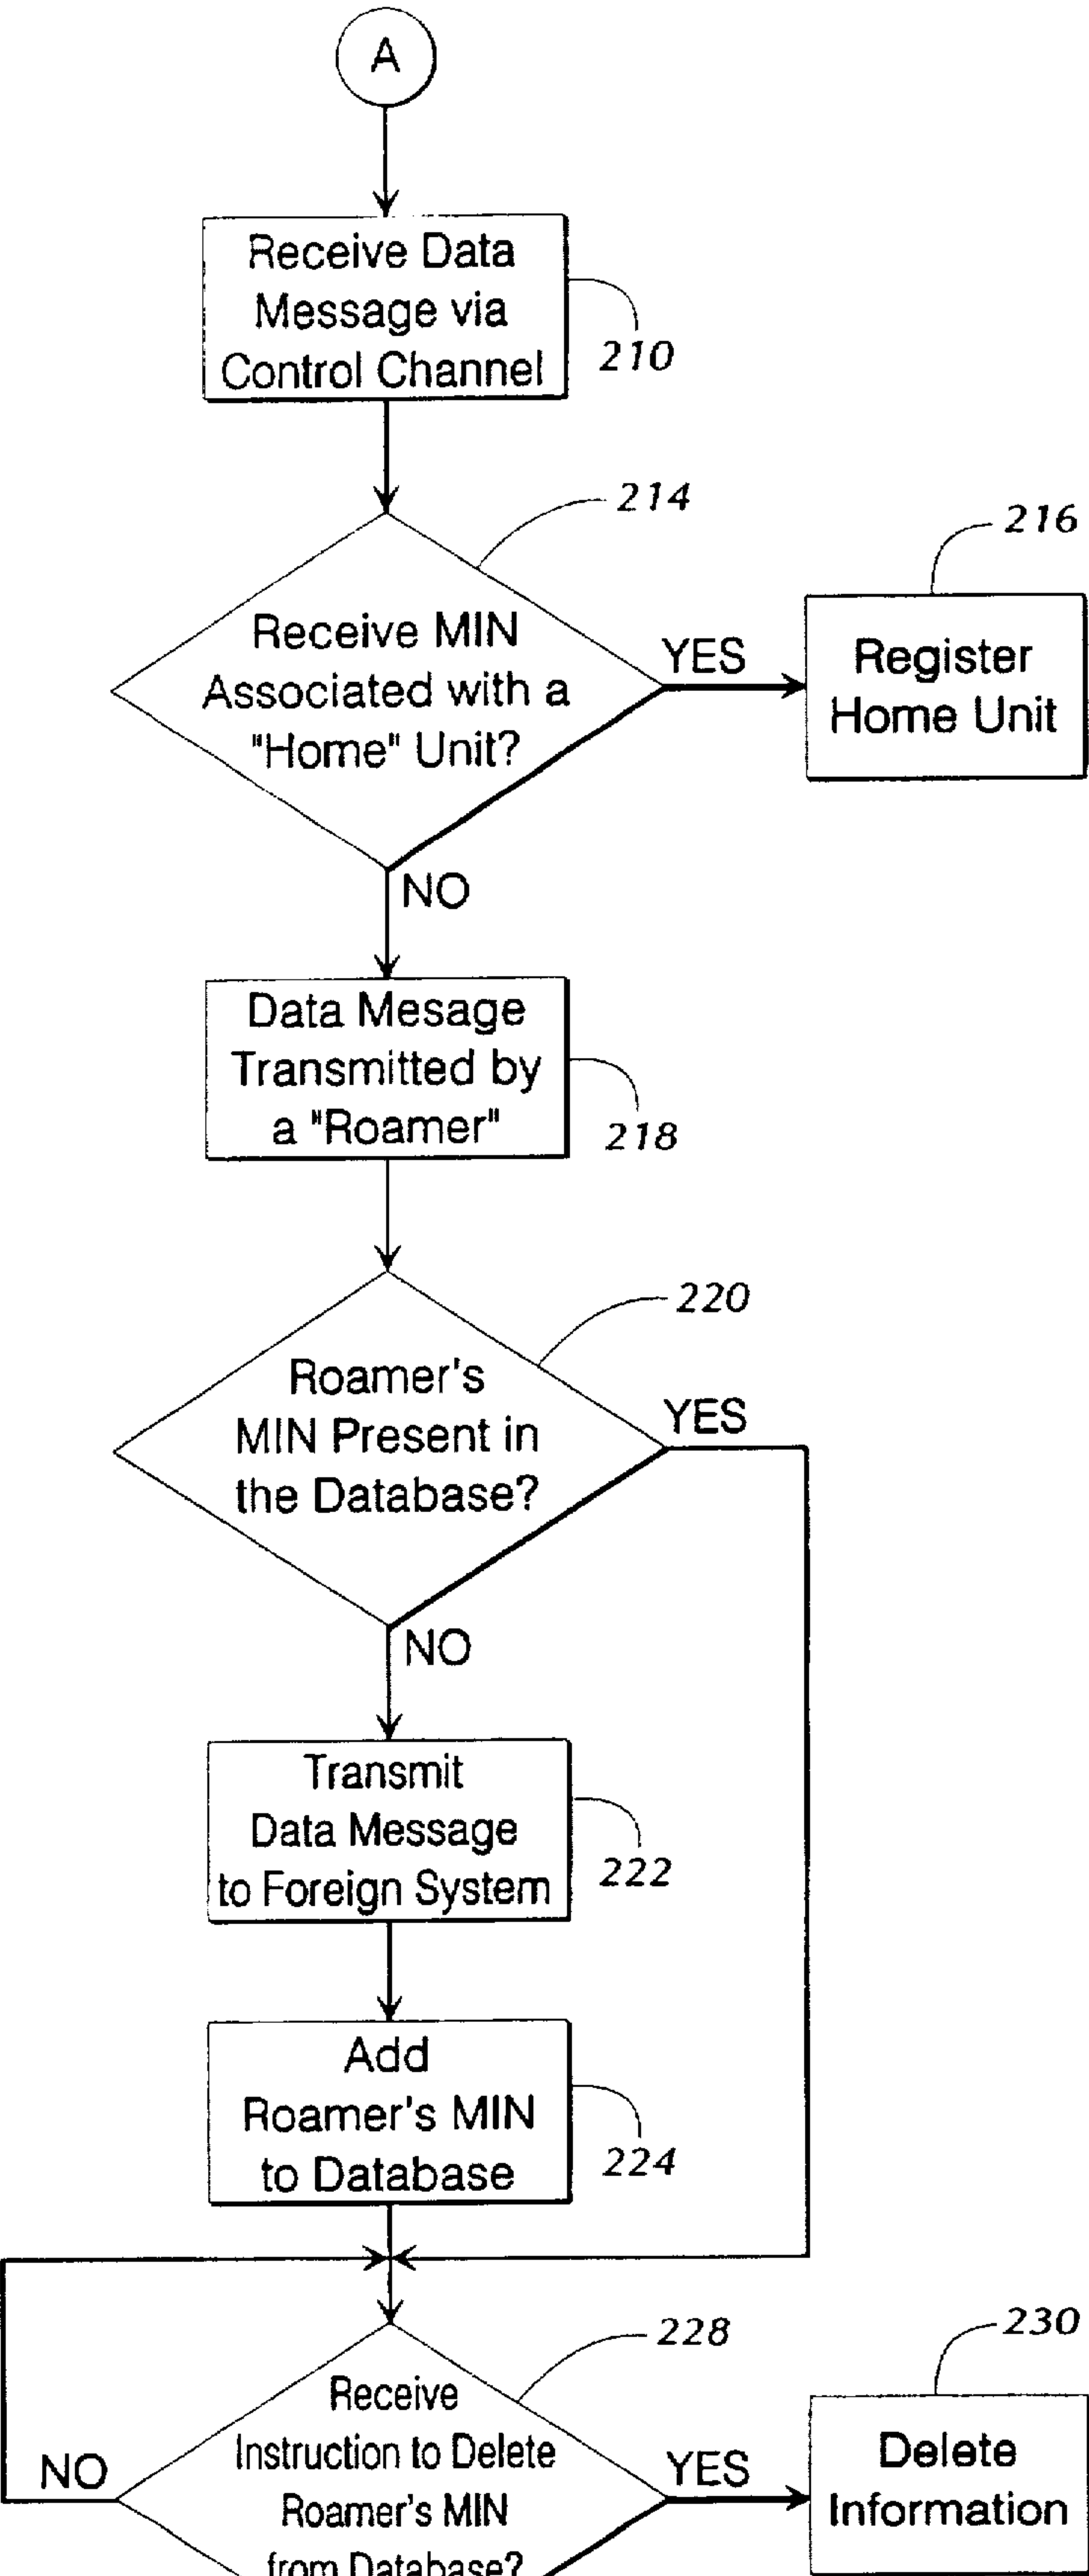 A
Receive Data
Message via
Control Channel
210
214
Receive MIN
Associated with a
"Home" Unit?
YES
216
Register
Home Unit
NO
Data Mesage
Transmitted by
a "Roamer"
218
220
Roamer's
MIN Present in
the Database?
YES
NO
Transmit
Data Message
to Foreign System
222
Add
Roamer's MIN
to Database
224
228
Receive
Instruction to Delete
Roamer's MIN
from Database?
NO
YES
230
Delete
Information